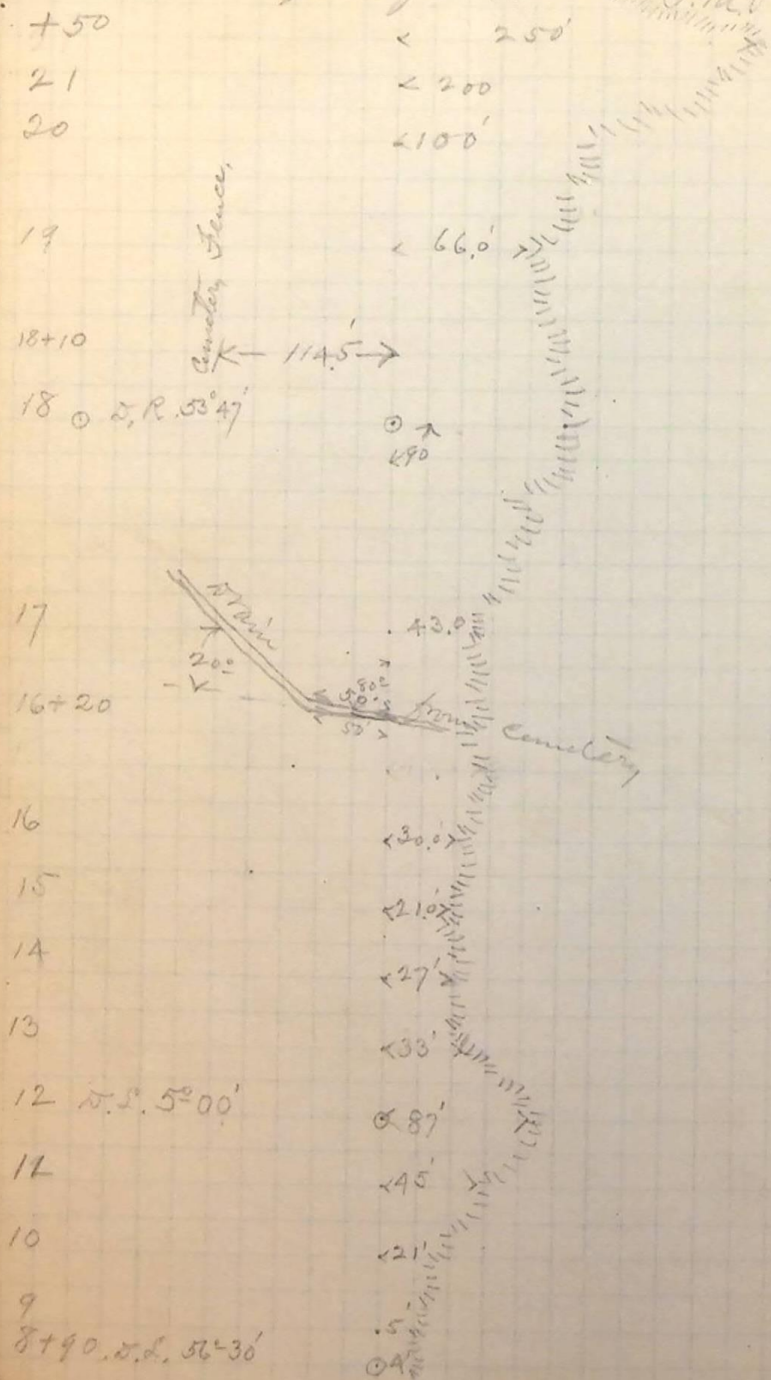 +50 < 250'
21 < 200
20 <100'
Cemetery Fence.
19 < 66.0' >
18+10 <— 114.5' —>
18 ⊙ D.R. 53°47' ⊙
<90
Drain
17 . 43.0'
20°
16+20 50' from Cemetery
50'
16 <30.0'>
15 <21.0'>
14 <27'>
13 <33'
12 D.L. 5°00' ⊙< 87'
11 <45'
10 <21'
9 . 5'
8+90. D.L. 56°-30' ⊙